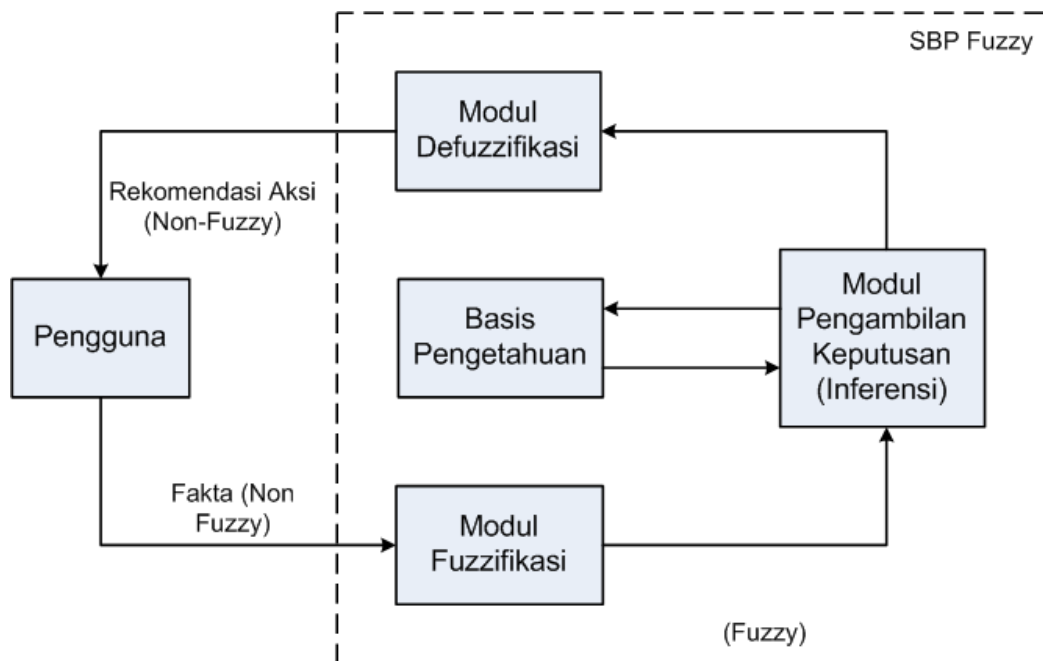 SBP Fuzzy
Modul
Defuzzifikasi
Rekomendasi Aksi
(Non-Fuzzy)
Pengguna
Basis
Pengetahuan
Modul
Pengambilan
Keputusan
(Inferensi)
Fakta (Non
Fuzzy)
Modul
Fuzzifikasi
(Fuzzy)